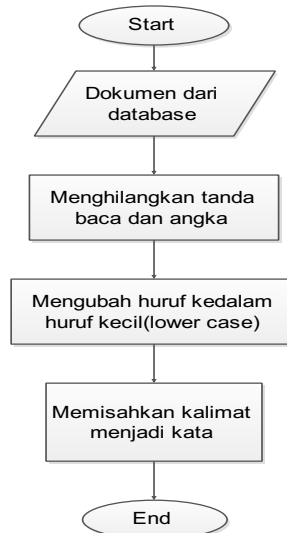 Start
Dokumen dari
database
Menghilangkan tanda
baca dan angka
Mengubah huruf kedalam
huruf kecil(lower case)
Memisahkan kalimat
menjadi kata
End